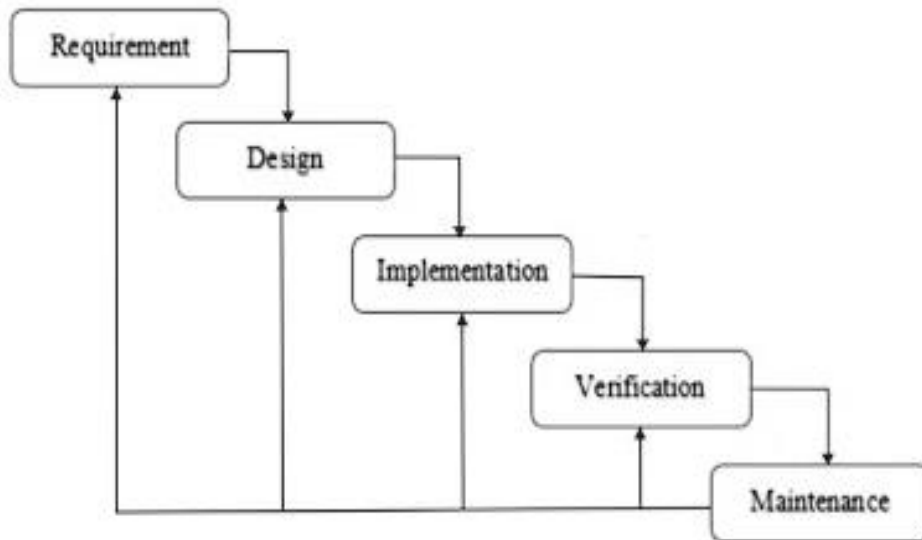 Requirement
Design
Implementation
Verification
Maintenance